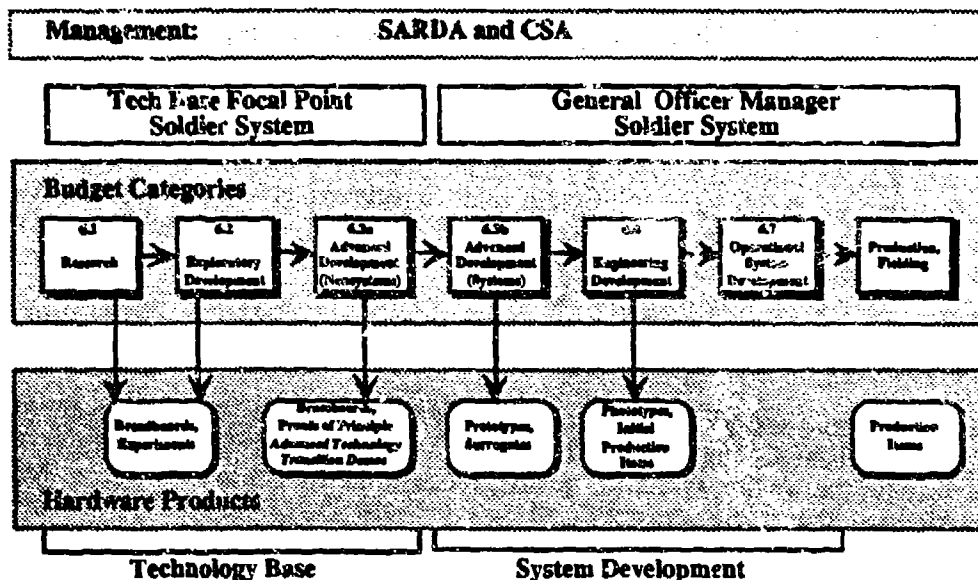 Management: SARDA and CSA
Tech Base Focal Point
Soldier System
General Officer Manager
Soldier System
Budget Categories
6.1
Research
6.2
Exploratory
Development
6.3a
Advanced
Development
(Nonsystems)
6.3b
Advanced
Development
(Systems)
Engineering
Development
6.7
Operational
System
Development
Production,
Fielding
Breadboards,
Experiments
Brassboards,
Proofs of Principle
Advanced Technology
Transition Demos
Prototypes,
Surrogates
Prototypes,
Initial
Production
Items
Production
Items
Hardware Products
Technology Base
System Development